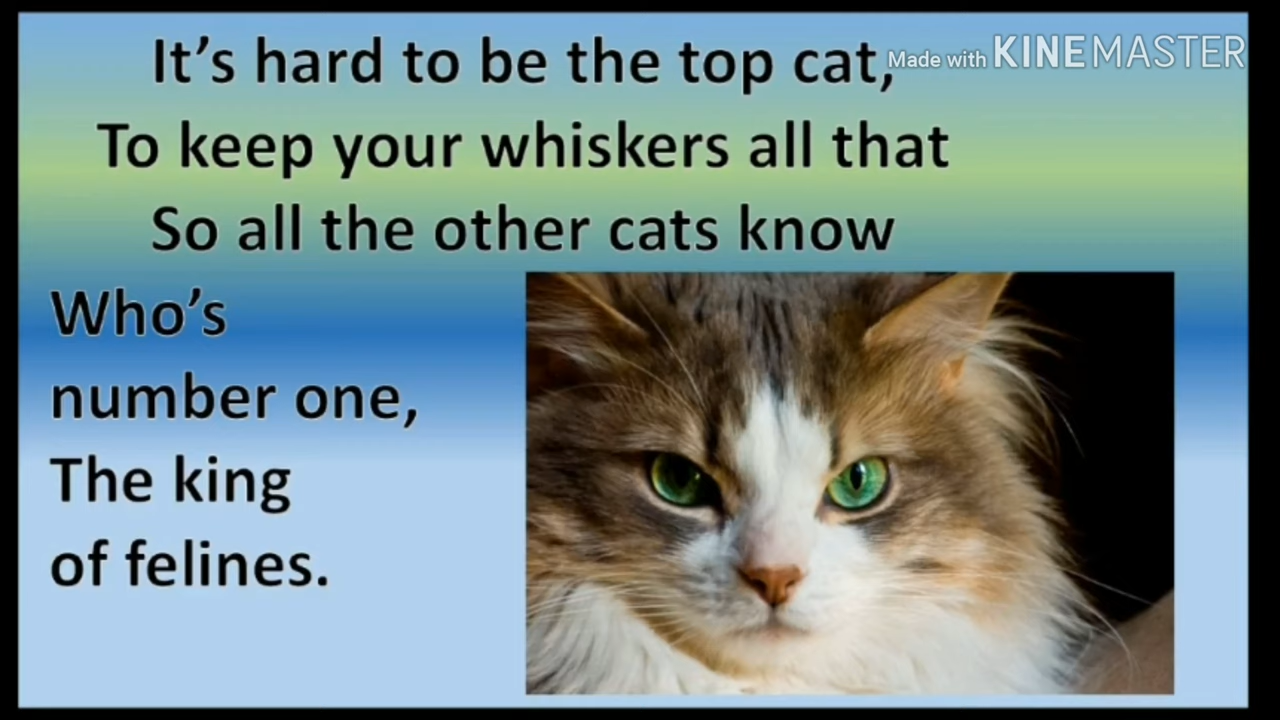 It’s hard to be the top cat,
Made with KINEMASTER
To keep your whiskers all that
So all the other cats know
Who’s
number one,
The king
of felines.